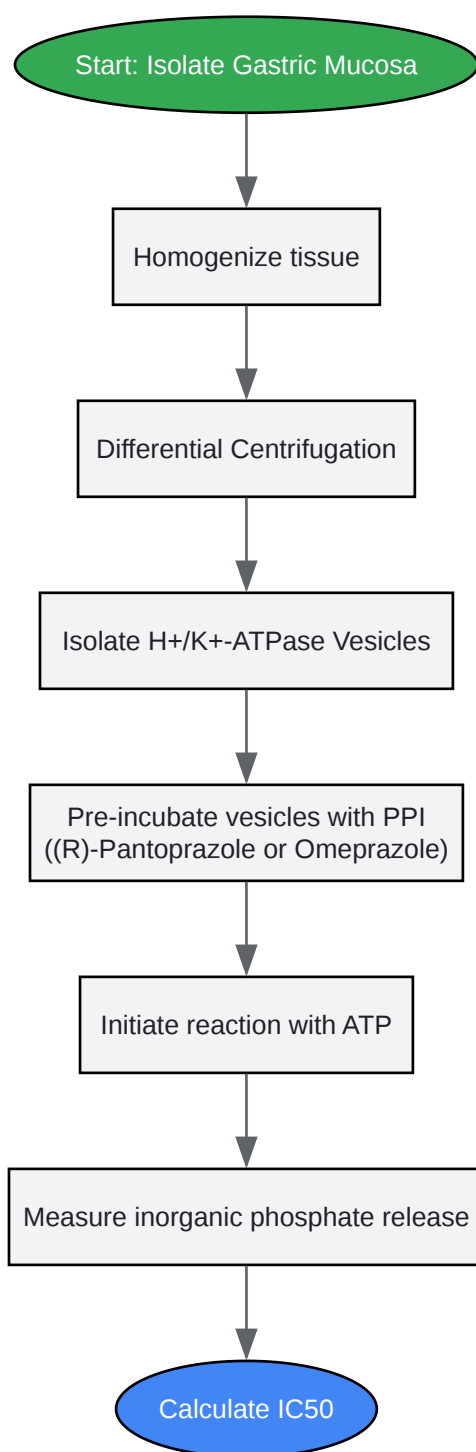 Start: Isolate Gastric Mucosa
Homogenize tissue
Differential Centrifugation
Isolate H+/K+-ATPase Vesicles
Pre-incubate vesicles with PPI
((R)-Pantoprazole or Omeprazole)
Initiate reaction with ATP
Measure inorganic phosphate release
Calculate IC50